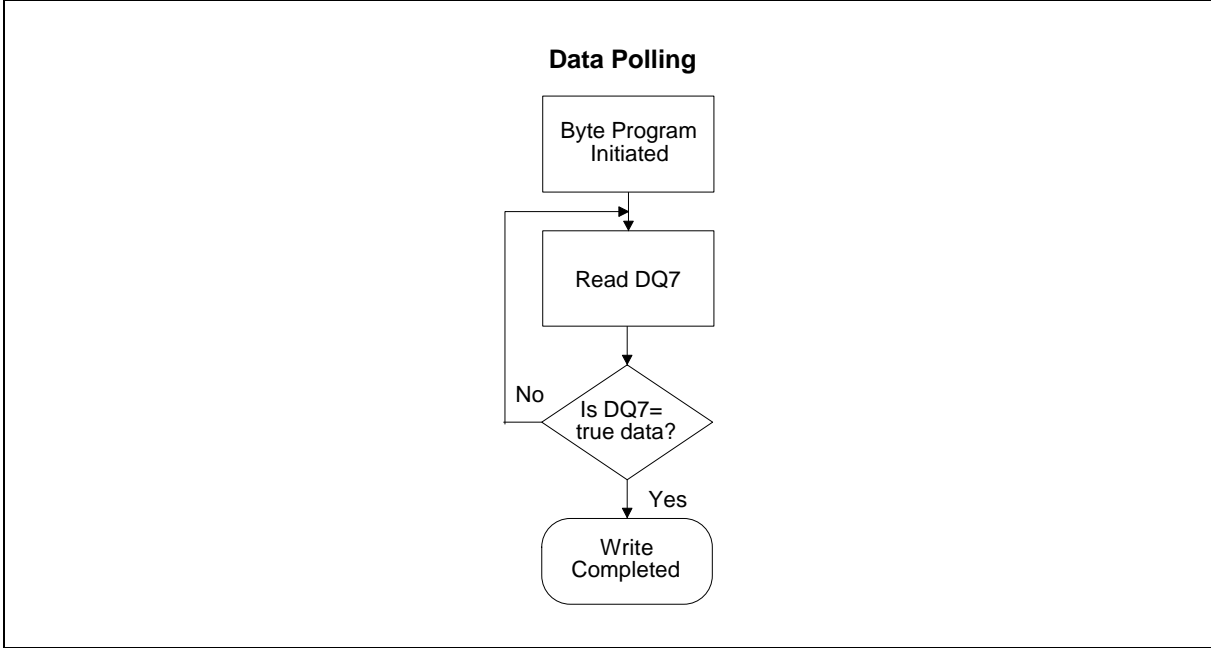 Data Polling
Byte Program
Initiated
Read DQ7
No
Is DQ7=
true data?
Yes
Write
Completed